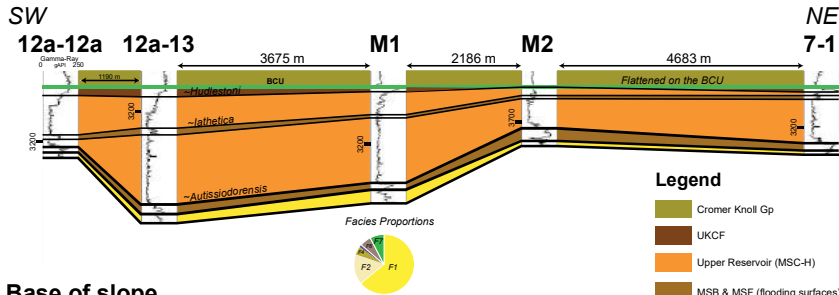 SW NE
12a-12a 12a-13 M1 M2 7-1
Gamma-Ray
0 gAPI 250
1190 m 3675 m 2186 m 4683 m
BCU Flattened on the BCU
~Hudlestoni
3200
~Iathetica
3700
3200
3200
3200
~Autissiodorensis
Legend
Cromer Knoll Gp
UKCF
Upper Reservoir (MSC-H)
MSB & MSF (flooding surfaces)
Facies Proportions
F7
F2 F1
Base of slope